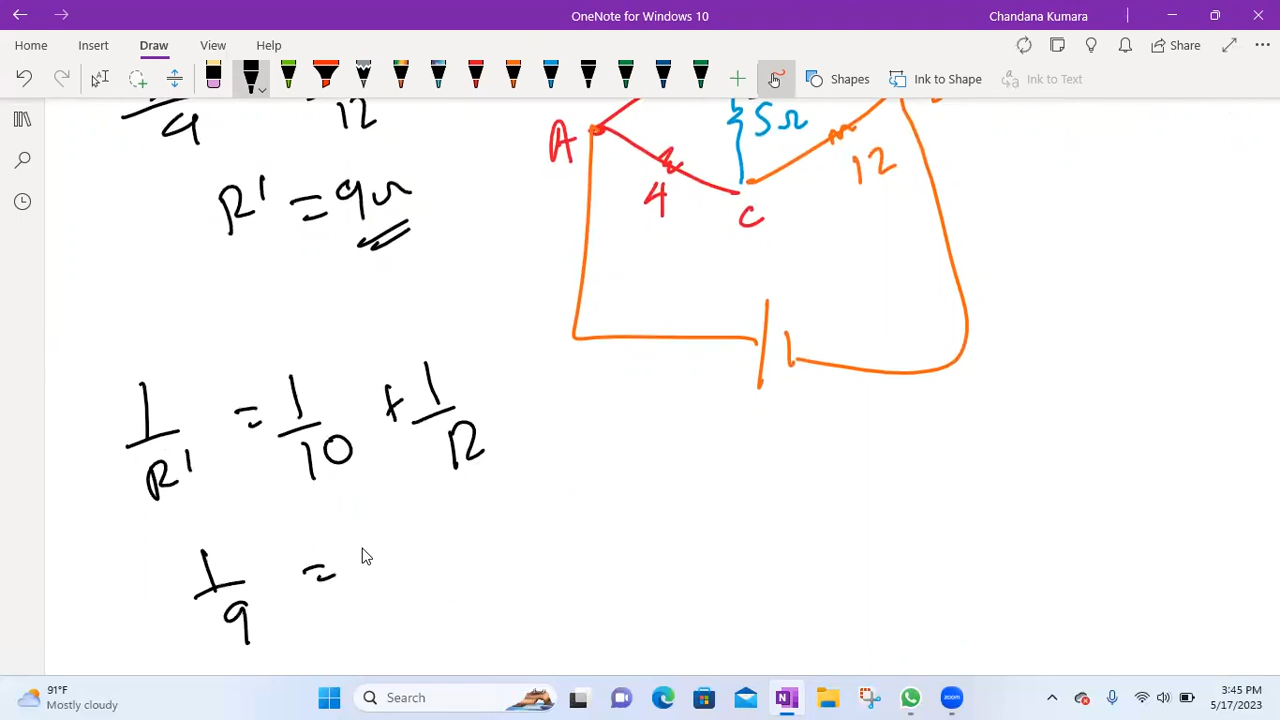 OneNote for Windows 10
Chandana Kumara
Home Insert Draw View Help
Share
Shapes Ink to Shape Ink to Text
4 12
R' = 9Ω
A
5Ω
4
C
12
1/R' = 1/10 + 1/R
1/9 =
91°F
Mostly cloudy
Search
3:45 PM
5/17/2023